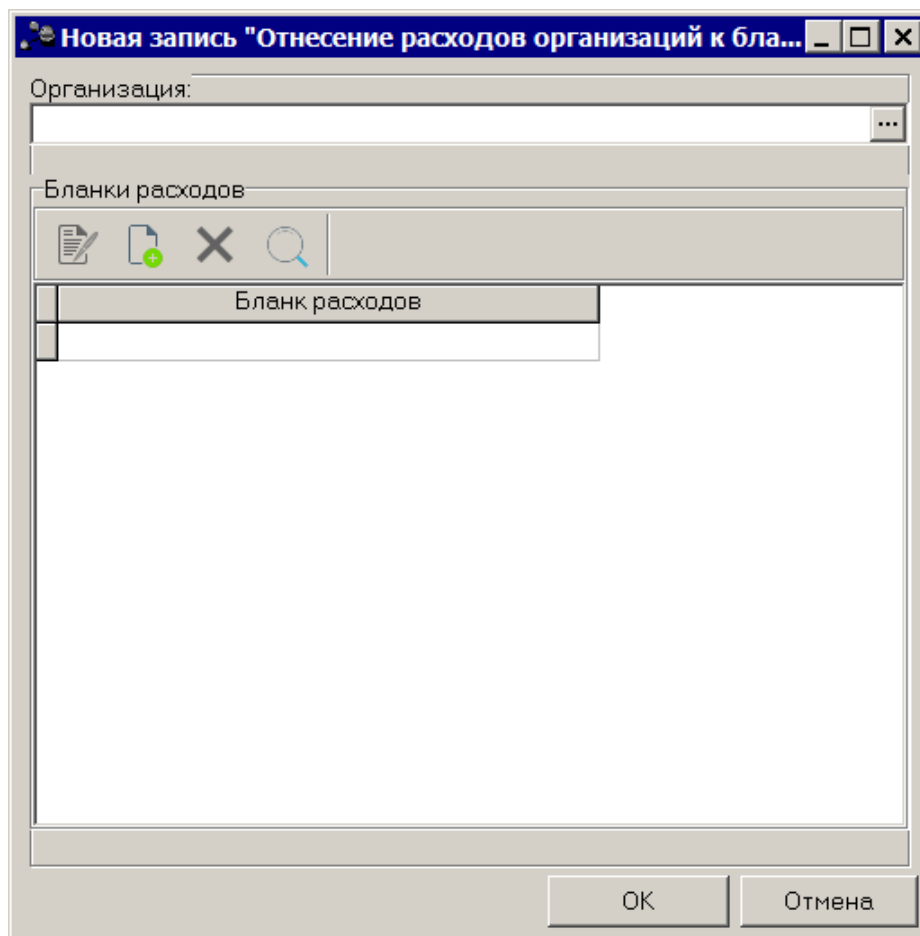 Новая запись "Отнесение расходов организаций к бла...
Организация:
...
Бланки расходов
Бланк расходов
OK
Отмена